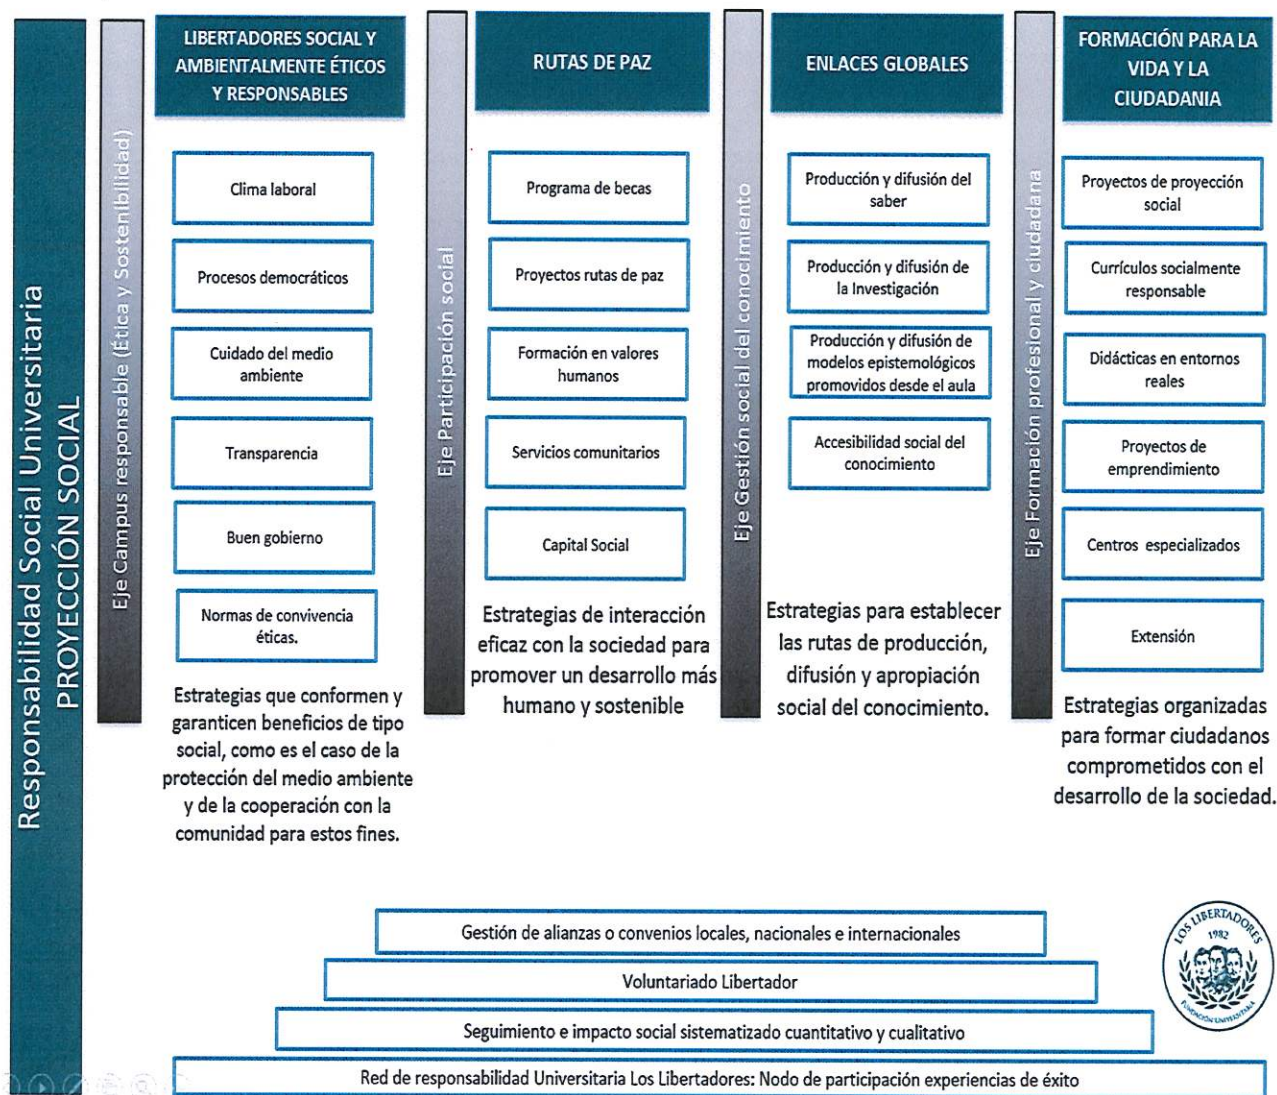 Responsabilidad Social Universitaria
PROYECCIÓN SOCIAL
Eje Campus responsable (Ética y Sostenibilidad)
LIBERTADORES SOCIAL Y
AMBIENTALMENTE ÉTICOS
Y RESPONSABLES
Clima laboral
Procesos democráticos
Cuidado del medio
ambiente
Transparencia
Buen gobierno
Normas de convivencia
éticas.
Estrategias que conformen y
garanticen beneficios de tipo
social, como es el caso de la
protección del medio ambiente
y de la cooperación con la
comunidad para estos fines.
Eje Participación social
RUTAS DE PAZ
Programa de becas
Proyectos rutas de paz
Formación en valores
humanos
Servicios comunitarios
Capital Social
Estrategias de interacción
eficaz con la sociedad para
promover un desarrollo más
humano y sostenible
Eje Gestión social del conocimiento
ENLACES GLOBALES
Producción y difusión del
saber
Producción y difusión de
la Investigación
Producción y difusión de
modelos epistemológicos
promovidos desde el aula
Accesibilidad social del
conocimiento
Estrategias para establecer
las rutas de producción,
difusión y apropiación
social del conocimiento.
Eje Formación profesional y ciudadana
FORMACIÓN PARA LA
VIDA Y LA
CIUDADANIA
Proyectos de proyección
social
Currículos socialmente
responsable
Didácticas en entornos
reales
Proyectos de
emprendimiento
Centros especializados
Extensión
Estrategias organizadas
para formar ciudadanos
comprometidos con el
desarrollo de la sociedad.
Gestión de alianzas o convenios locales, nacionales e internacionales
Voluntariado Libertador
Seguimiento e impacto social sistematizado cuantitativo y cualitativo
Red de responsabilidad Universitaria Los Libertadores: Nodo de participación experiencias de éxito
LOS LIBERTADORES
1982
FUNDACIÓN UNIVERSITARIA